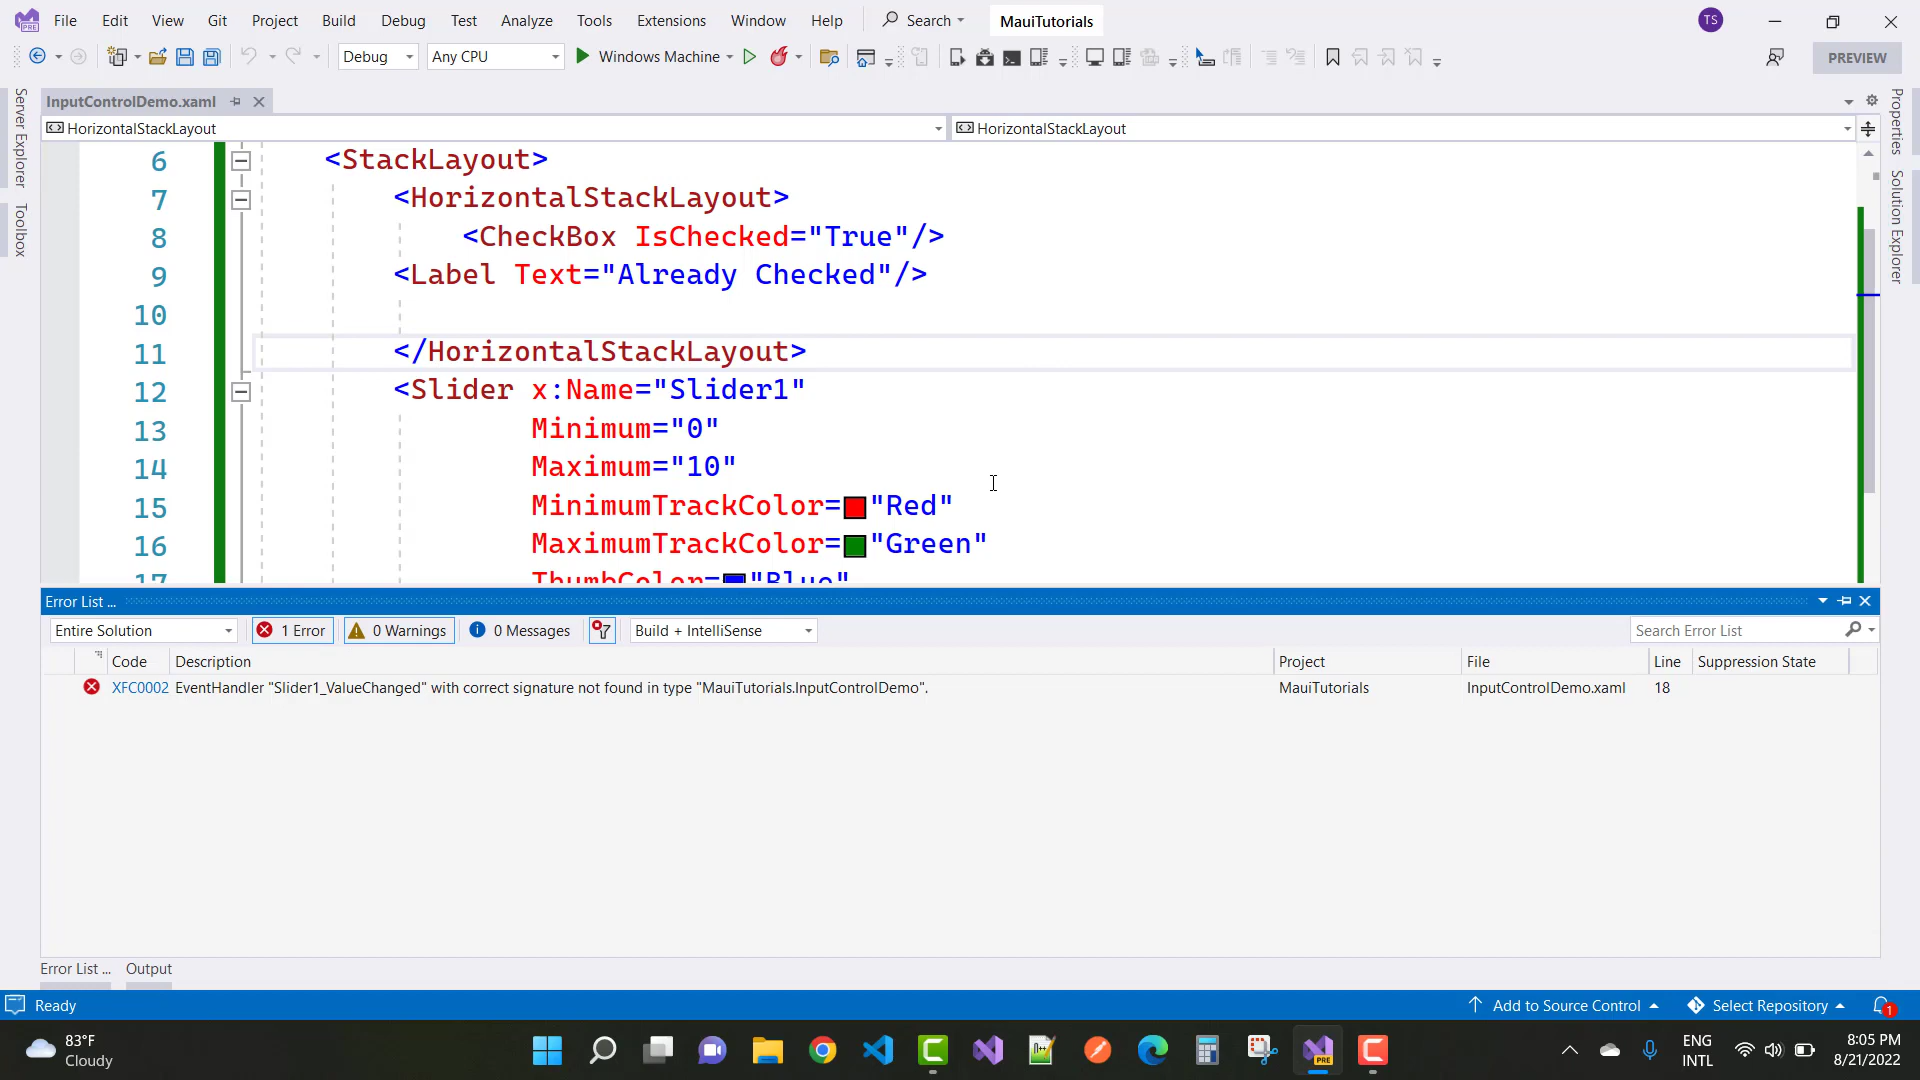 File Edit View Git Project Build Debug Test Analyze Tools Extensions Window Help Search MauiTutorials TS
Debug Any CPU Windows Machine PREVIEW
Server Explorer
Toolbox
InputControlDemo.xaml
HorizontalStackLayout HorizontalStackLayout
Properties
Solution Explorer
6 <StackLayout>
7 <HorizontalStackLayout>
8 <CheckBox IsChecked="True"/>
9 <Label Text="Already Checked"/>
10
11 </HorizontalStackLayout>
12 <Slider x:Name="Slider1"
13 Minimum="0"
14 Maximum="10"
15 MinimumTrackColor="Red"
16 MaximumTrackColor="Green"
17 ThumbColor="Blue"
Error List ...
Entire Solution 1 Error 0 Warnings 0 Messages Build + IntelliSense Search Error List
Code Description Project File Line Suppression State
XFC0002 EventHandler "Slider1_ValueChanged" with correct signature not found in type "MauiTutorials.InputControlDemo". MauiTutorials InputControlDemo.xaml 18
Error List ... Output
Ready Add to Source Control Select Repository 1
83°F
Cloudy
PRE
ENG
INTL
8:05 PM
8/21/2022